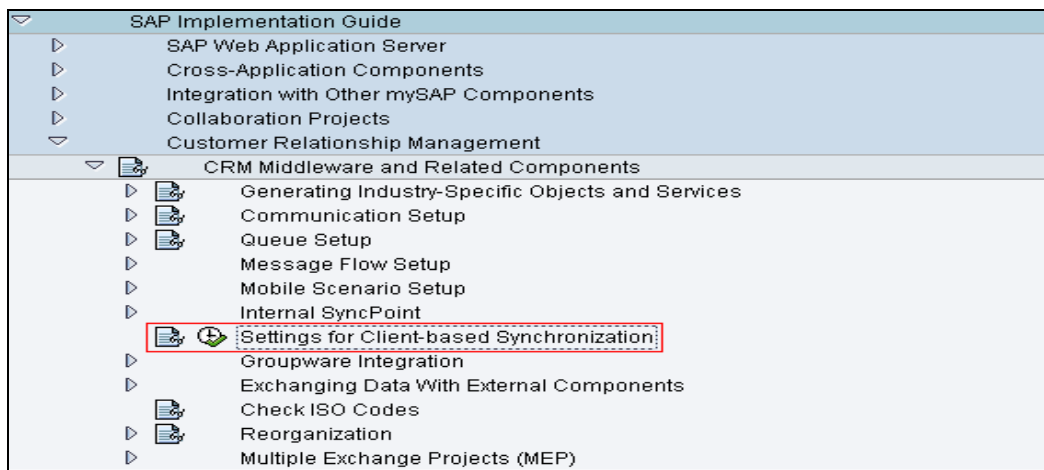 SAP Implementation Guide
SAP Web Application Server
Cross-Application Components
Integration with Other mySAP Components
Collaboration Projects
Customer Relationship Management
CRM Middleware and Related Components
Generating Industry-Specific Objects and Services
Communication Setup
Queue Setup
Message Flow Setup
Mobile Scenario Setup
Internal SyncPoint
Settings for Client-based Synchronization
Groupware Integration
Exchanging Data With External Components
Check ISO Codes
Reorganization
Multiple Exchange Projects (MEP)